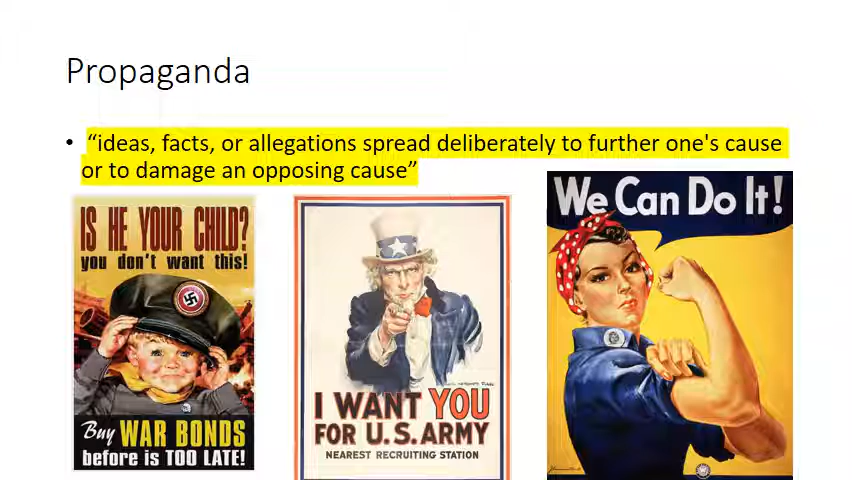 Propaganda
• “ideas, facts, or allegations spread deliberately to further one's cause
or to damage an opposing cause”
IS HE YOUR CHILD?
you don't want this!
Buy WAR BONDS
before is TOO LATE!
I WANT YOU
FOR U.S. ARMY
NEAREST RECRUITING STATION
We Can Do It!